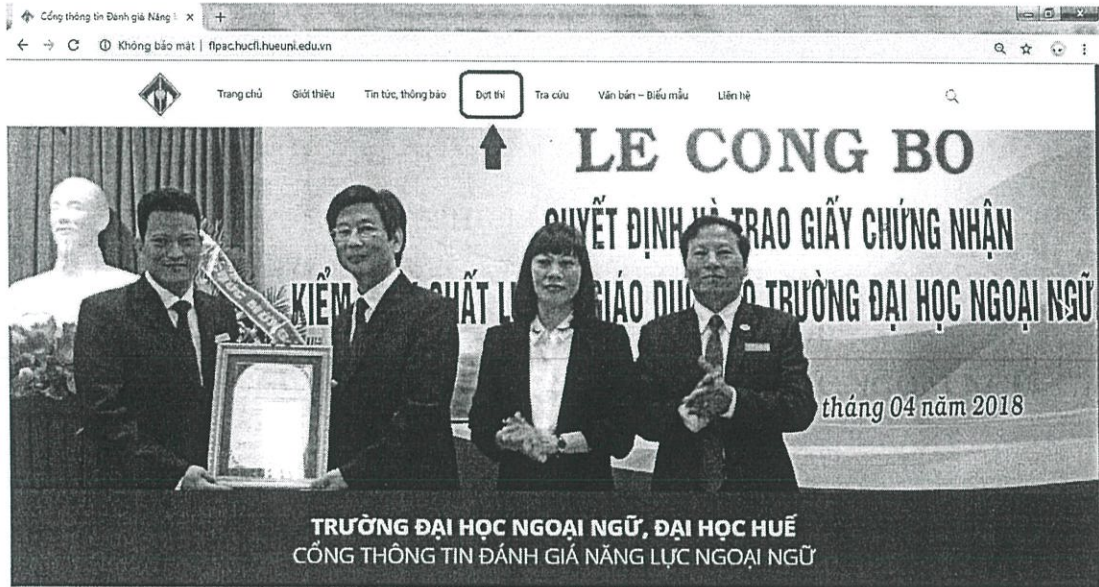 Cổng thông tin Đánh giá Năng l
Không bảo mật | flpac.hucfl.hueuni.edu.vn
Trang chủ Giới thiệu Tin tức, thông báo Đợt thi Tra cứu Văn bản – Biểu mẫu Liên hệ
LE CONG BO
QUYẾT ĐỊNH VÀ TRAO GIẤY CHỨNG NHẬN
KIỂM CHẤT GIÁO DỤC TRƯỜNG ĐẠI HỌC NGOẠI NGỮ
tháng 04 năm 2018
TRƯỜNG ĐẠI HỌC NGOẠI NGỮ, ĐẠI HỌC HUẾ
CỔNG THÔNG TIN ĐÁNH GIÁ NĂNG LỰC NGOẠI NGỮ